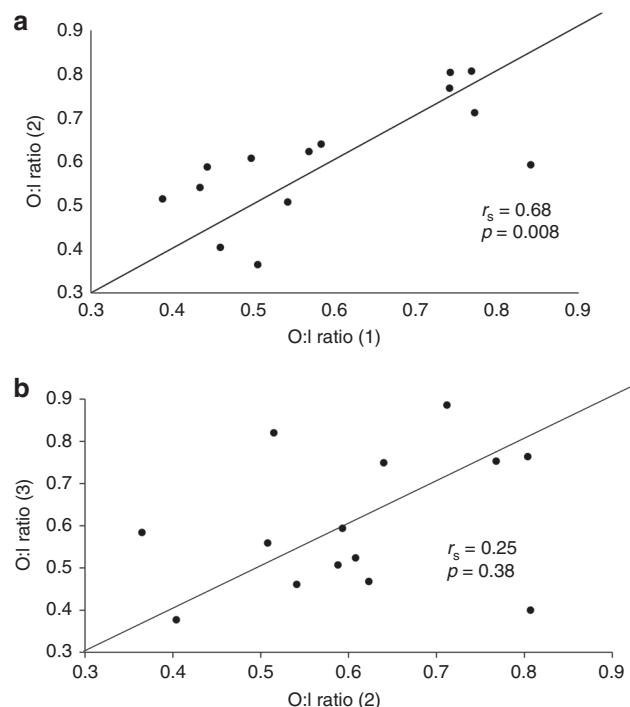 a
0.9
0.8
0.7
0.6
0.5
0.4
0.3
O:I ratio (2)
0.3 0.4 0.5 0.6 0.7 0.8 0.9
O:I ratio (1)
rs = 0.68
p = 0.008
b
0.9
0.8
0.7
0.6
0.5
0.4
0.3
O:I ratio (3)
0.3 0.4 0.5 0.6 0.7 0.8 0.9
O:I ratio (2)
rs = 0.25
p = 0.38